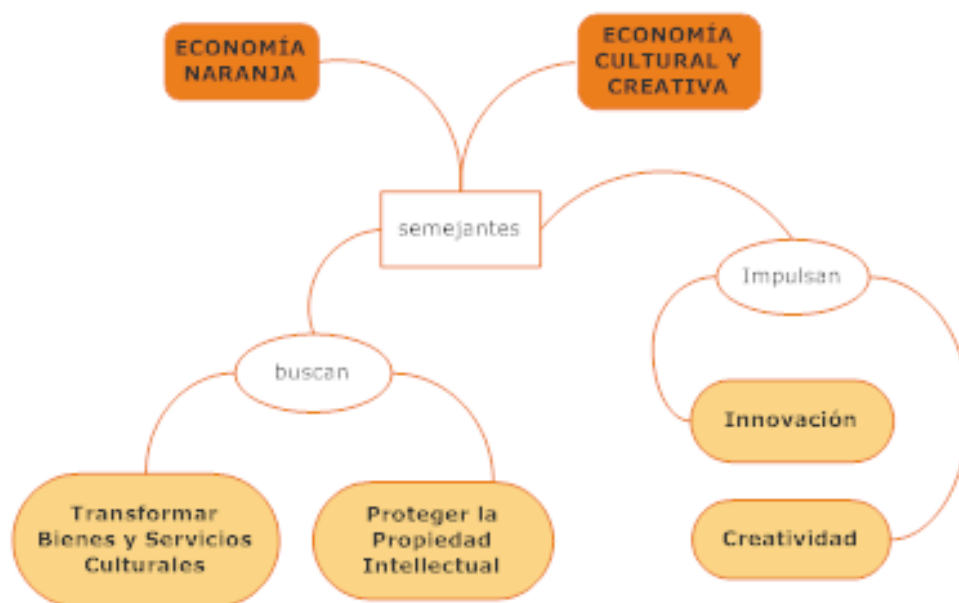 ECONOMÍA
NARANJA
ECONOMÍA
CULTURAL Y
CREATIVA
semejantes
Impulsan
buscan
Innovación
Creatividad
Transformar
Bienes y Servicios
Culturales
Proteger la
Propiedad
Intellectual